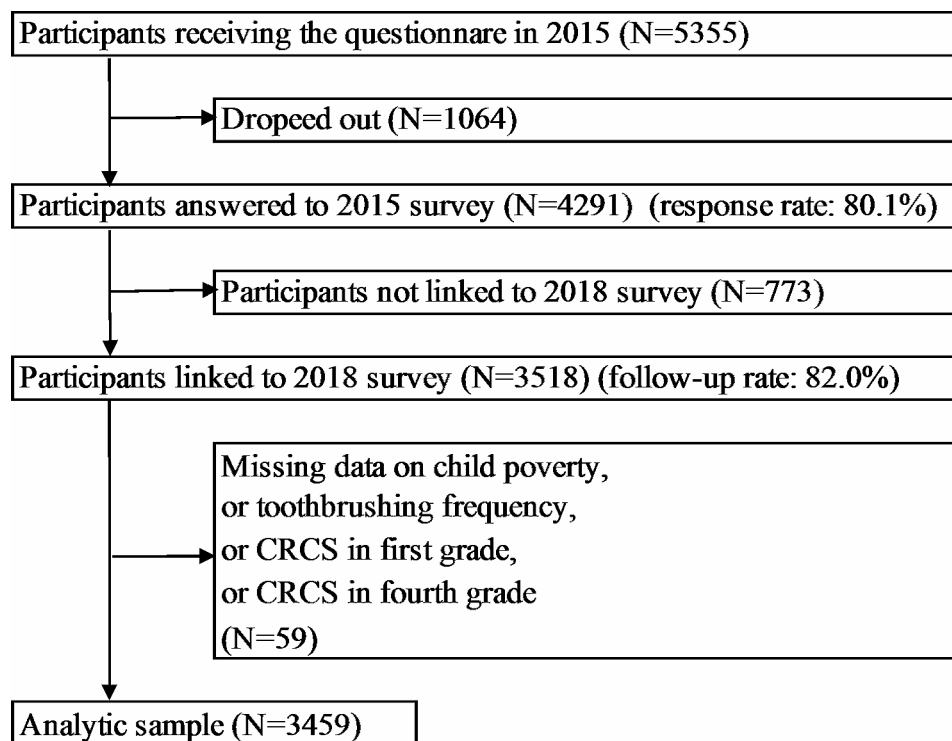 Participants receiving the questionnare in 2015 (N=5355)
Dropeed out (N=1064)
Participants answered to 2015 survey (N=4291) (response rate: 80.1%)
Participants not linked to 2018 survey (N=773)
Participants linked to 2018 survey (N=3518) (follow-up rate: 82.0%)
Missing data on child poverty,
or toothbrushing frequency,
or CRCS in first grade,
or CRCS in fourth grade
(N=59)
Analytic sample (N=3459)